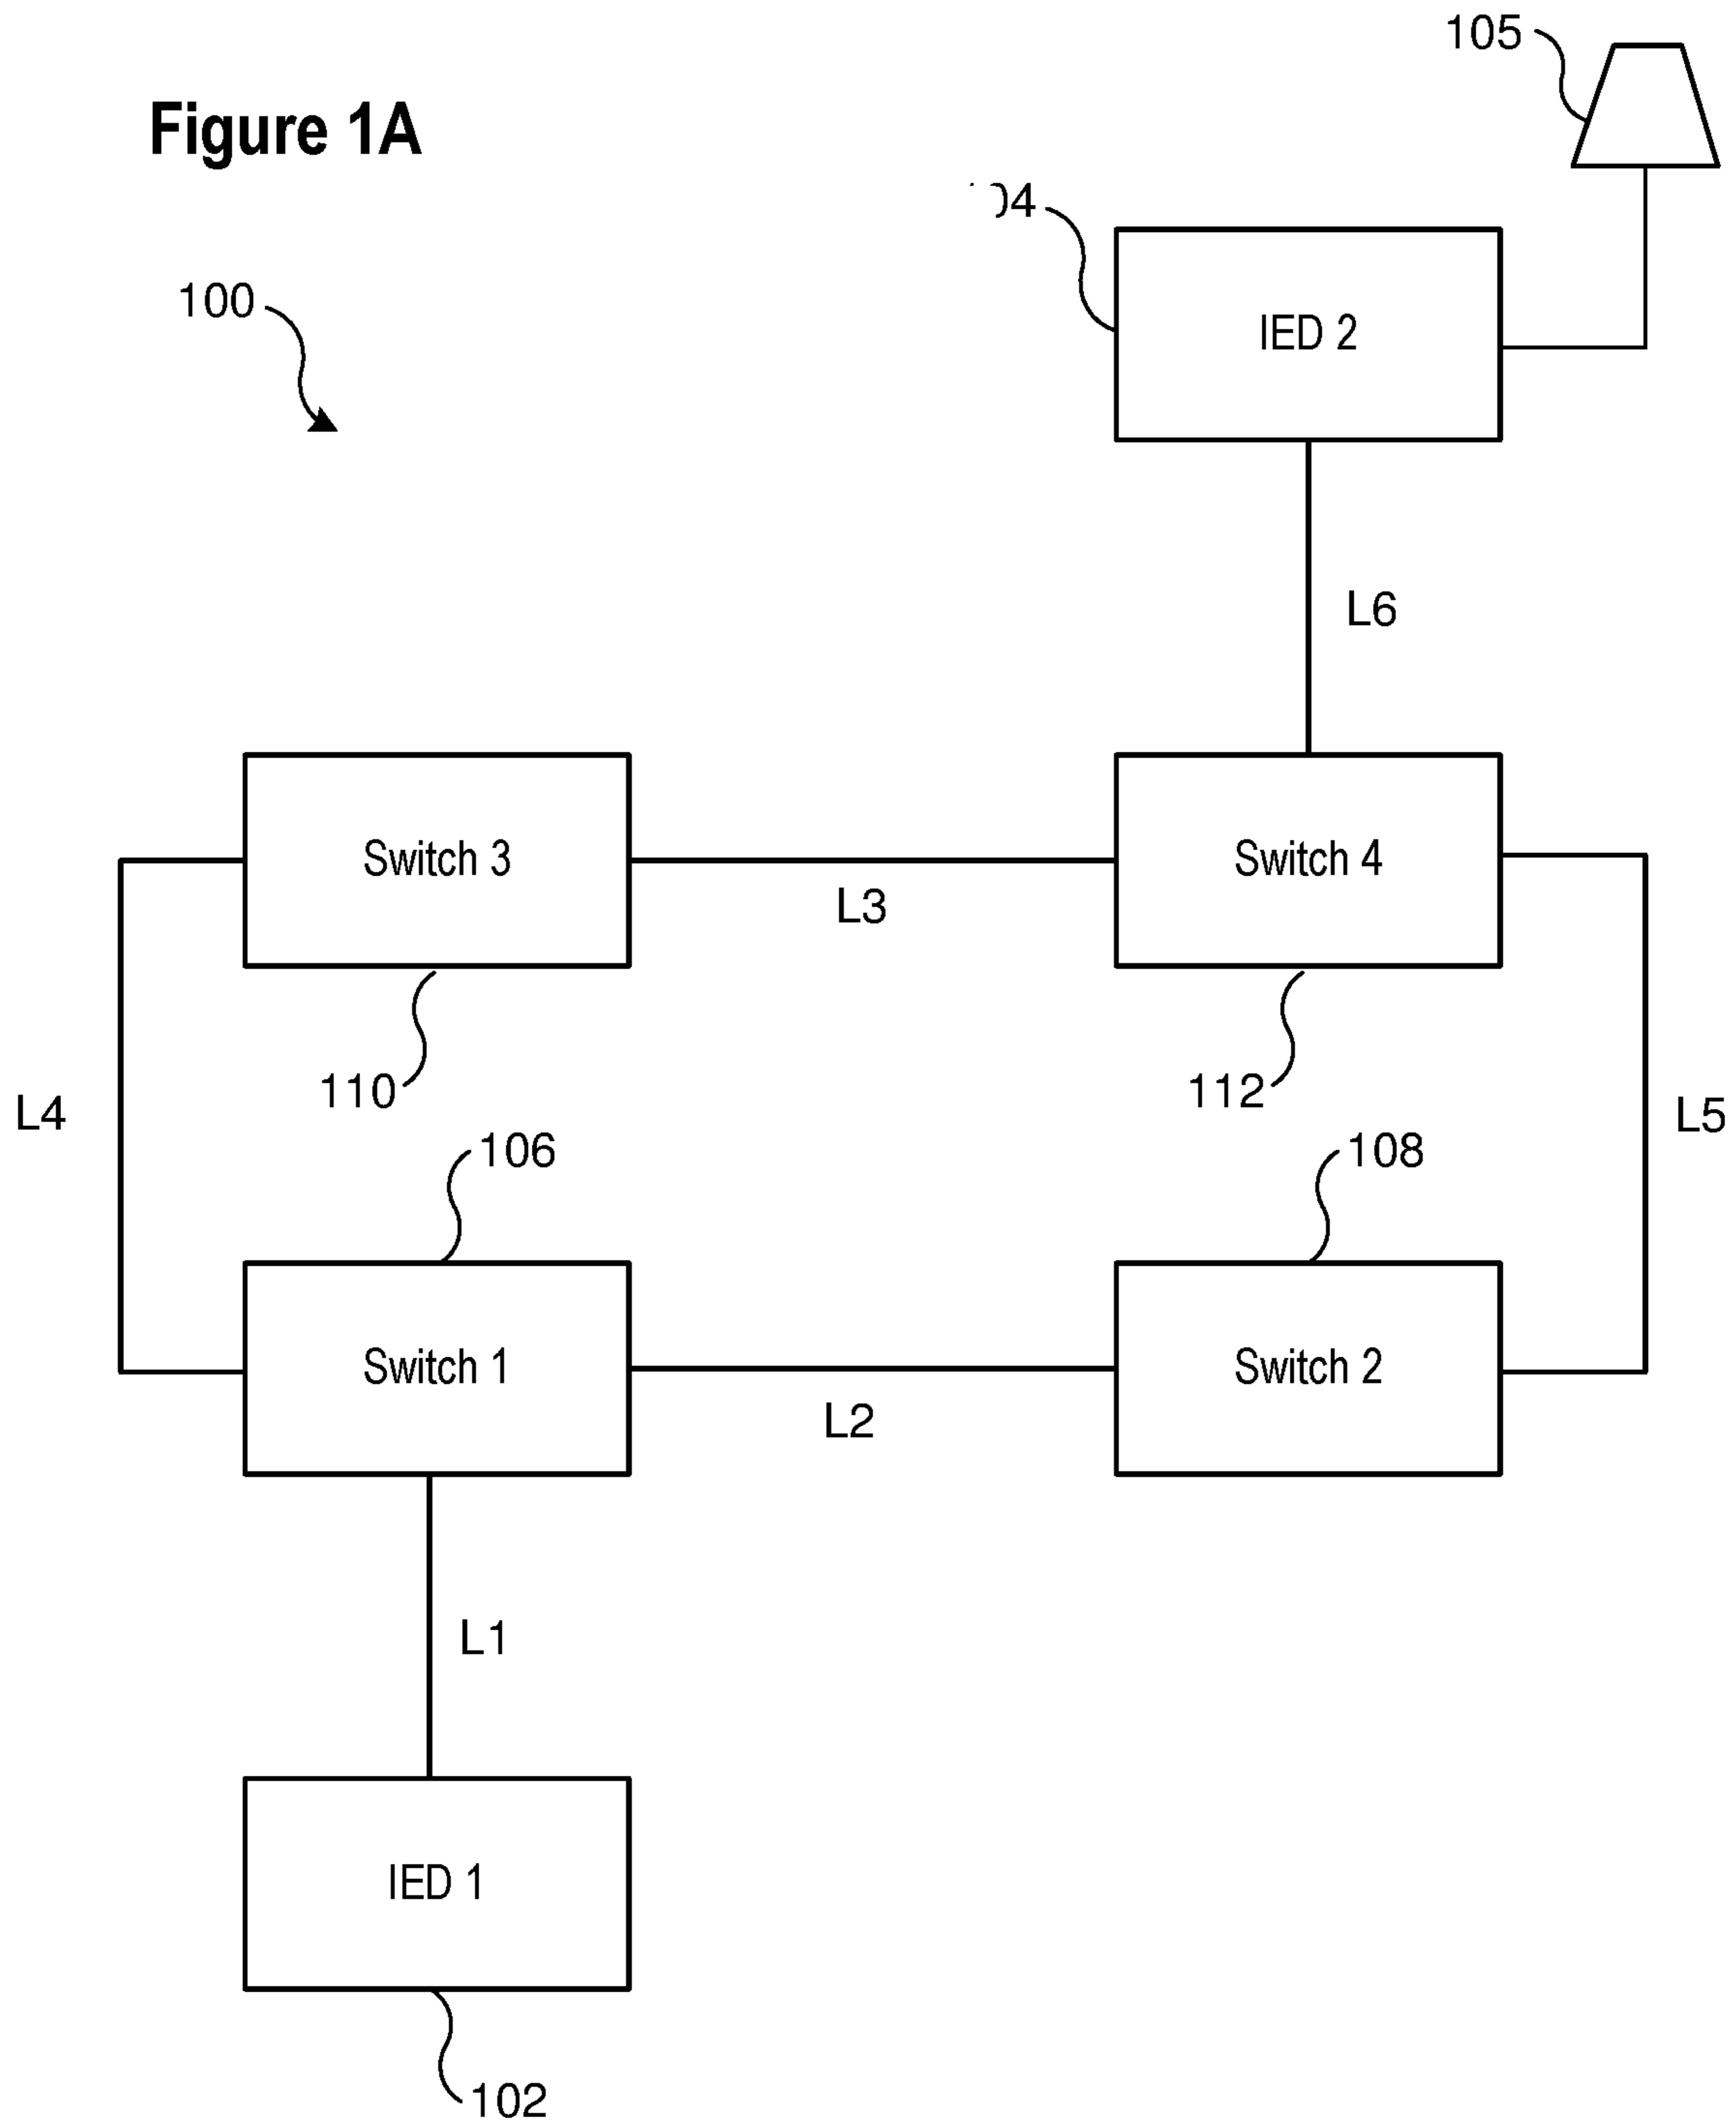 105
Figure 1A
100
IED 2
L6
Switch 3
Switch 4
L3
110
112
L4
L5
106
108
Switch 1
Switch 2
L2
L1
IED 1
102